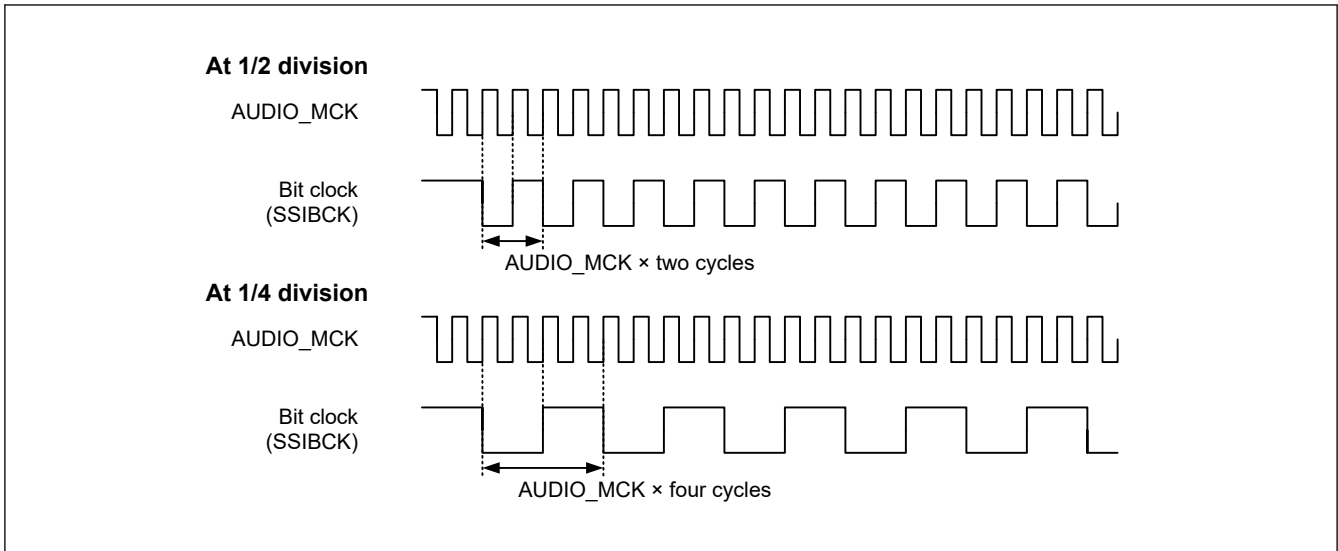 At 1/2 division
AUDIO_MCK
Bit clock
(SSIBCK)
AUDIO_MCK × two cycles
At 1/4 division
AUDIO_MCK
Bit clock
(SSIBCK)
AUDIO_MCK × four cycles